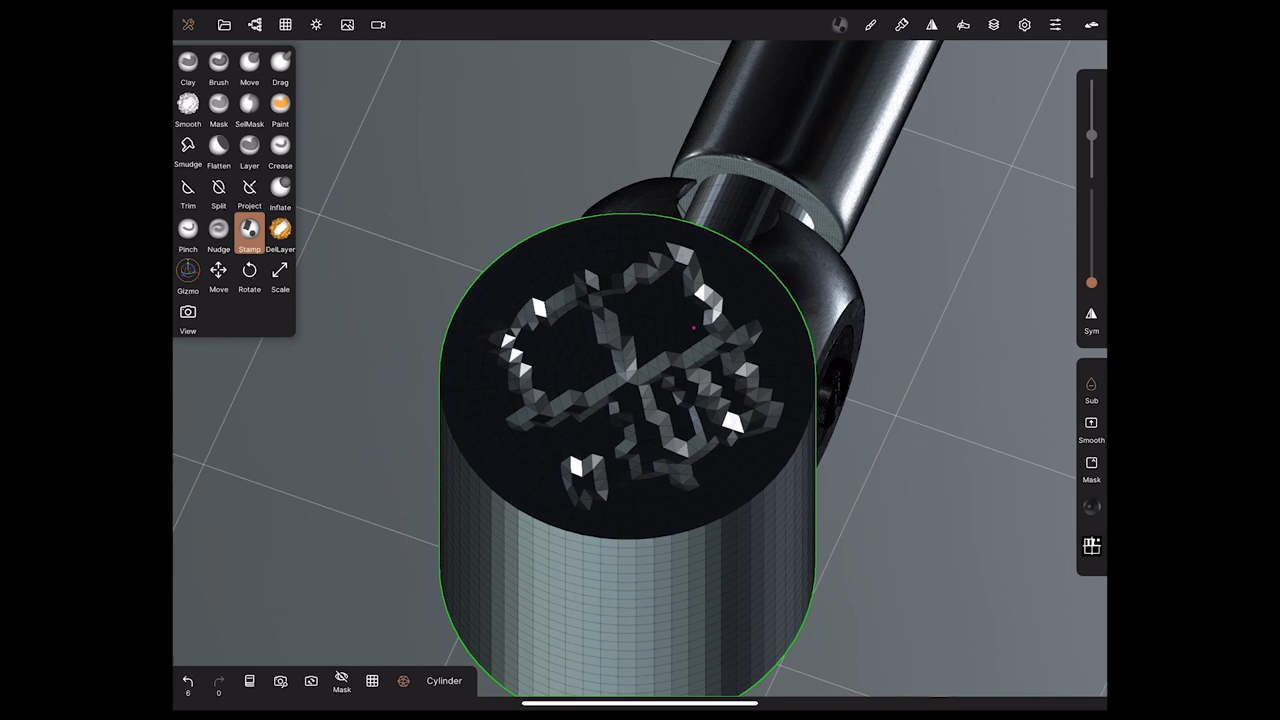 Clay Brush Move Drag
Smooth Mask SelMask Paint
Smudge Flatten Layer Crease
Trim Split Project Inflate
Pinch Nudge Stamp DelLayer
Gizmo Move Rotate Scale
View
Sym
Sub
Smooth
Mask
6 0 Mask Cylinder